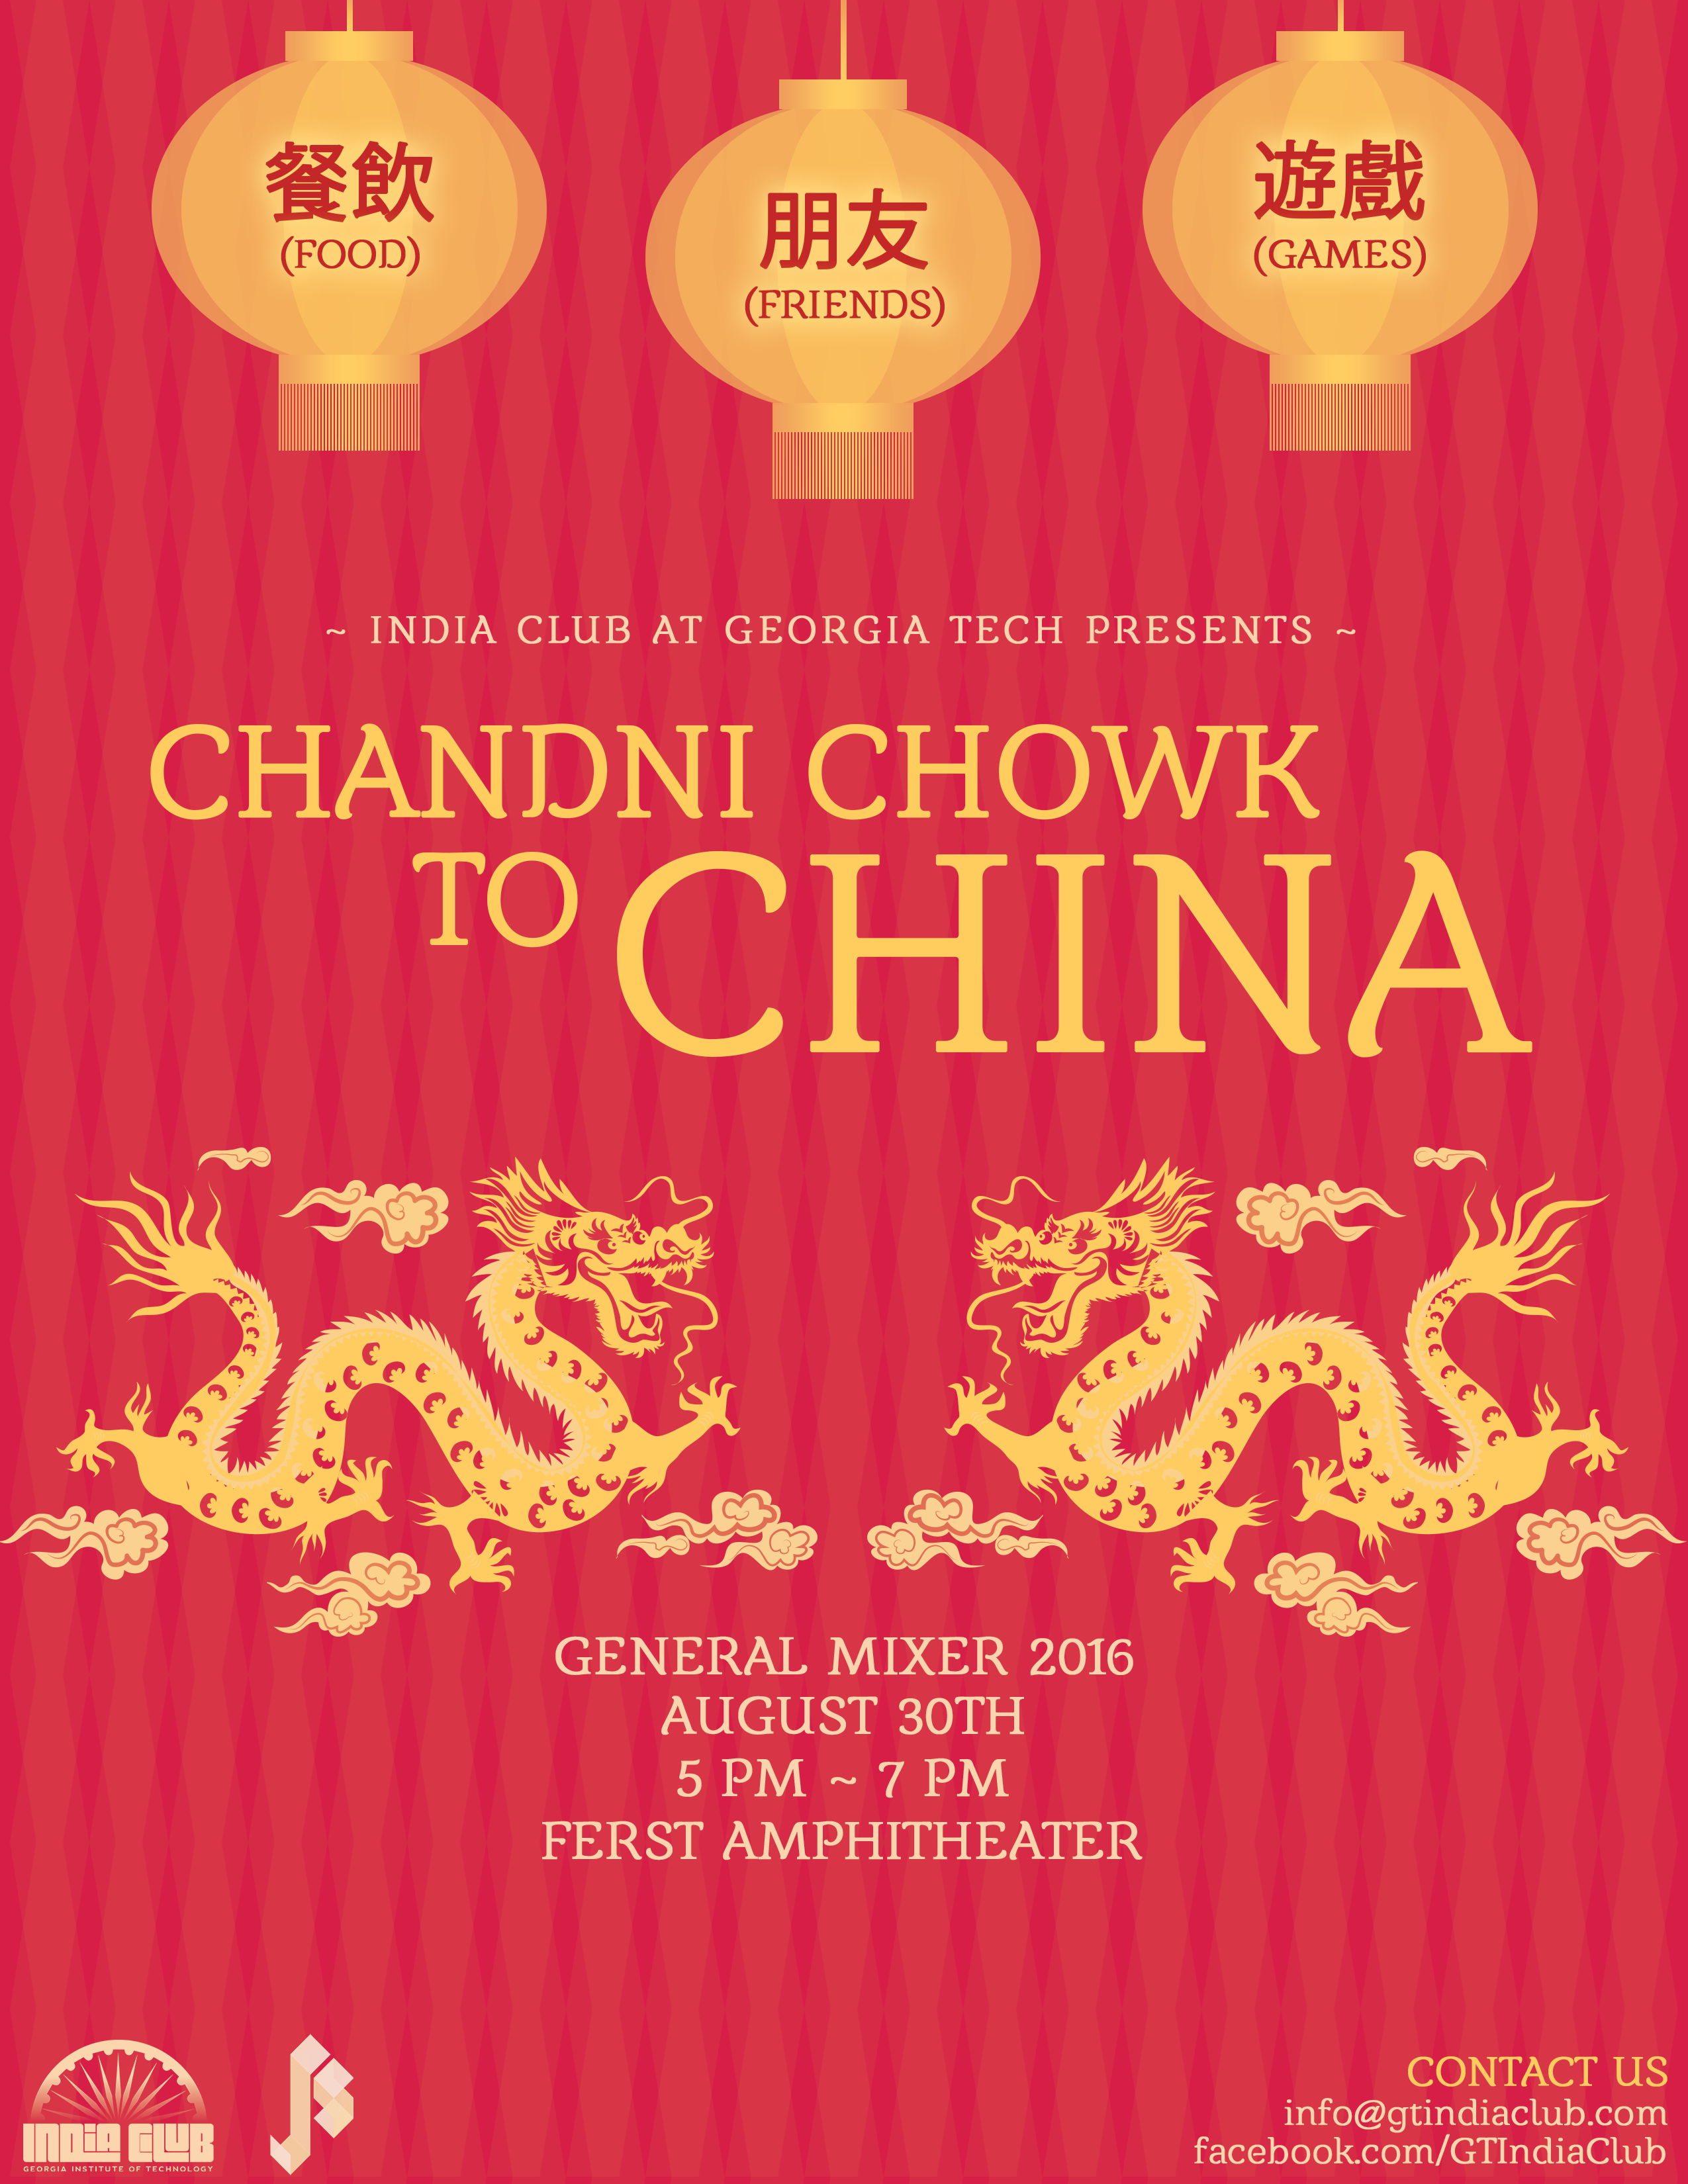 餐飲
(FOOD)
朋友
(FRIENDS)
遊戲
(GAMES)
~ INDIA CLUB AT GEORGIA TECH PRESENTS ~
CHANDNI CHOWK
TO CHINA
GENERAL MIXER 2016
AUGUST 30TH
5 PM ~ 7 PM
FERST AMPHITHEATER
INDIA CLUB
GEORGIA INSTITUTE OF TECHNOLOGY
CONTACT US
info@gtindiaclub.com
facebook.com/GTIndiaClub